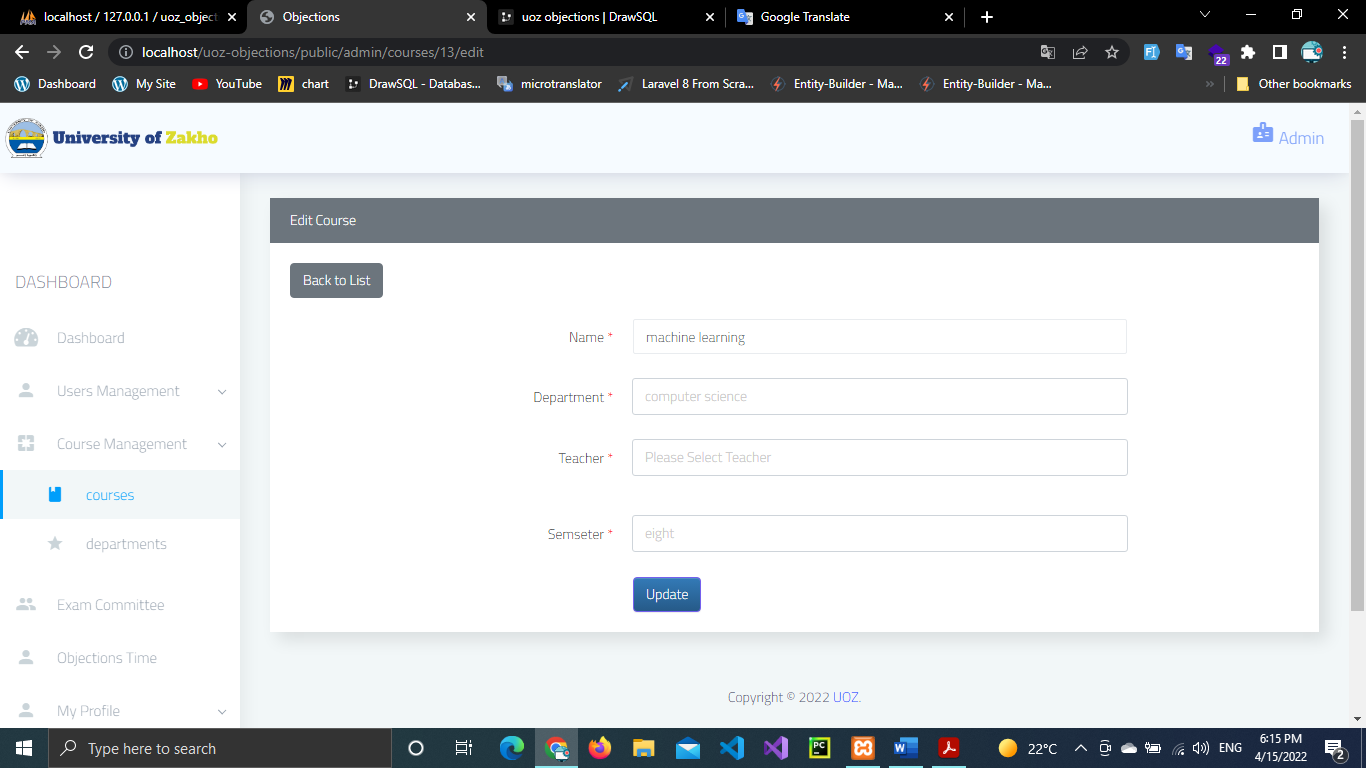 localhost / 127.0.0.1 / uoz_object
Objections
uoz objections | DrawSQL
Google Translate
localhost/uoz-objections/public/admin/courses/13/edit
22
Dashboard
My Site
YouTube
chart
DrawSQL - Databas...
microtranslator
Laravel 8 From Scra...
Entity-Builder - Ma...
Entity-Builder - Ma...
»
Other bookmarks
University of Zakho
Admin
Edit Course
Back to List
DASHBOARD
Dashboard
Users Management
Course Management
courses
departments
Exam Committee
Objections Time
My Profile
Name *
machine learning
Department *
computer science
Teacher *
Please Select Teacher
Semseter *
eight
Update
Copyright © 2022 UOZ.
Type here to search
22°C
ENG
6:15 PM
4/15/2022
2